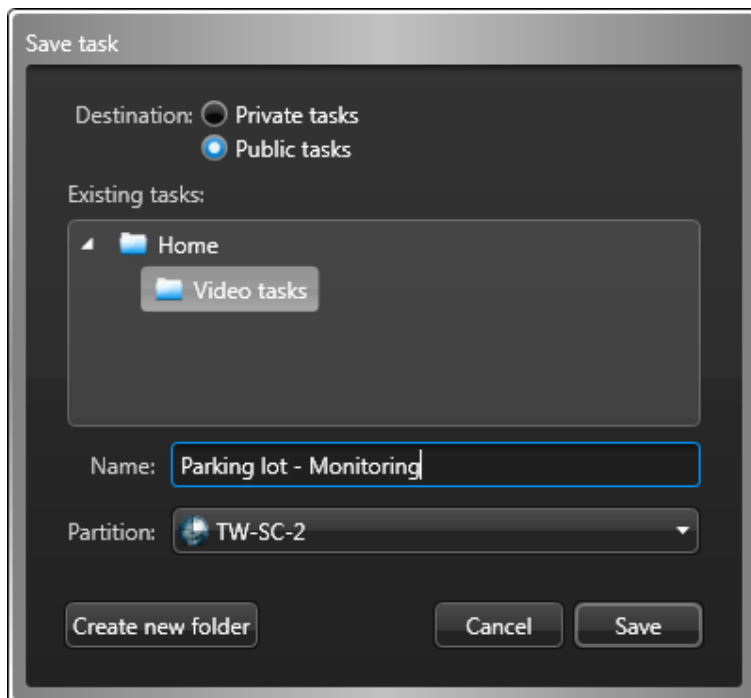 Save task
Destination: Private tasks
Public tasks
Existing tasks:
Home
Video tasks
Name: Parking lot - Monitoring
Partition: TW-SC-2
Create new folder Cancel Save